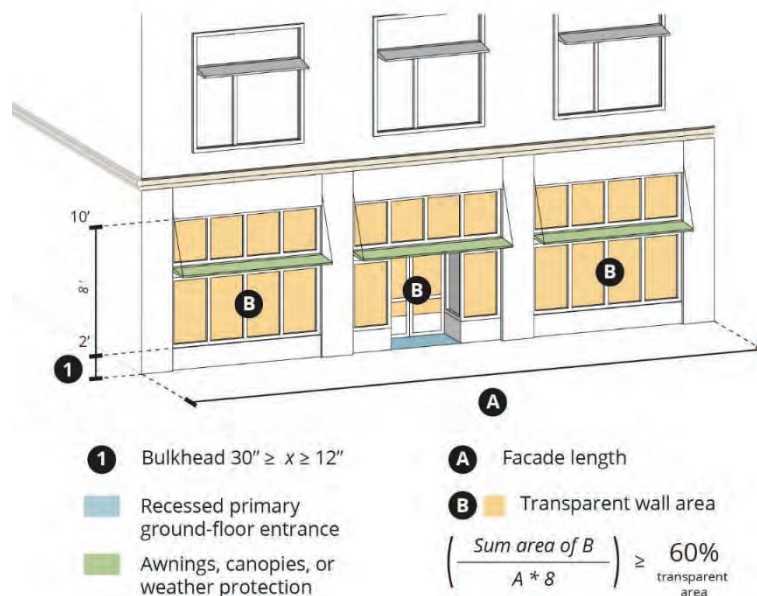 10’
8’
2’
1
B
B
B
A
1 Bulkhead 30” ≥ x ≥ 12”
Recessed primary
ground-floor entrance
Awnings, canopies, or
weather protection
A Facade length
B Transparent wall area
( Sum area of B / A * 8 ) ≥ 60%
transparent
area